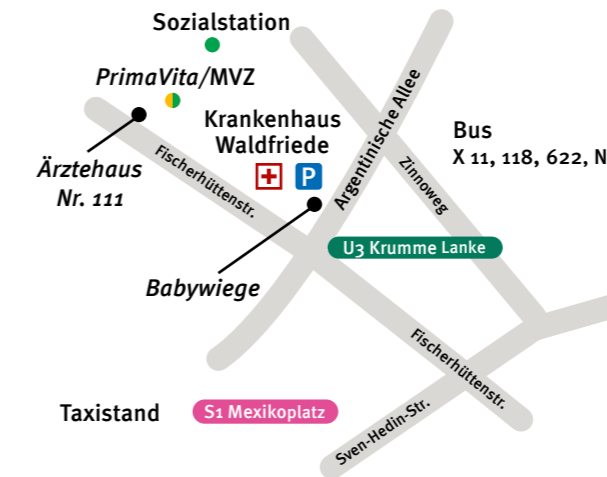 Sozialstation
PrimaVita/MVZ
Krankenhaus
Waldfriede
P
Ärztehaus
Nr. 111
Fischerhüttenstr.
Argentinische Allee
Zinnoweg
Bus
X 11, 118, 622, N
U3 Krumme Lanke
Babywiege
Fischerhüttenstr.
Taxistand
S1 Mexikoplatz
Sven-Hedin-Str.